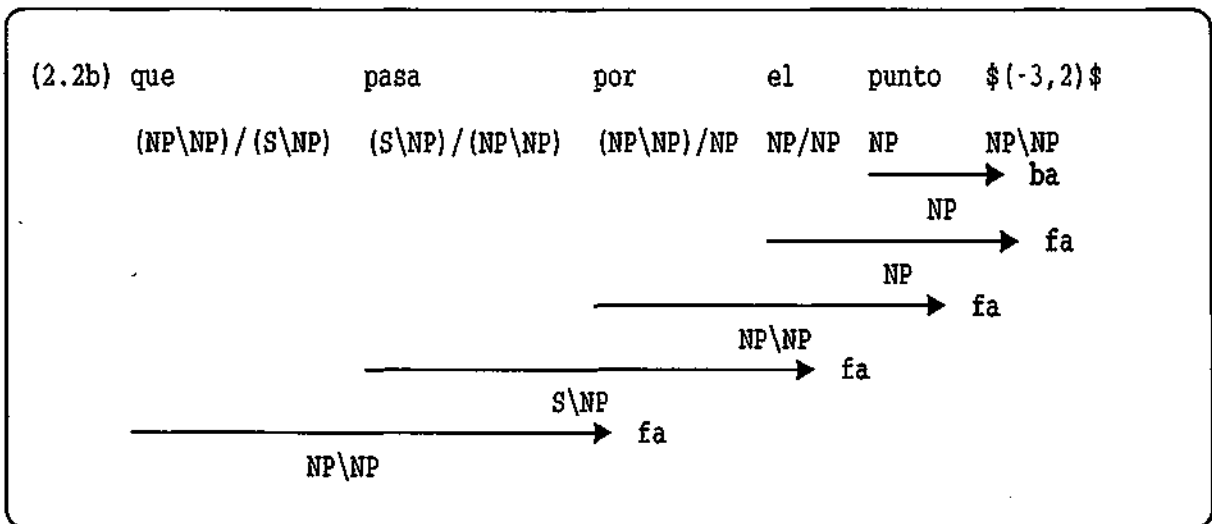 (2.2b) que pasa por el punto $(-3,2)$
(NP\NP)/(S\NP) (S\NP)/(NP\NP) (NP\NP)/NP NP/NP NP NP\NP
ba
NP
fa
NP
fa
NP\NP
fa
S\NP
fa
NP\NP